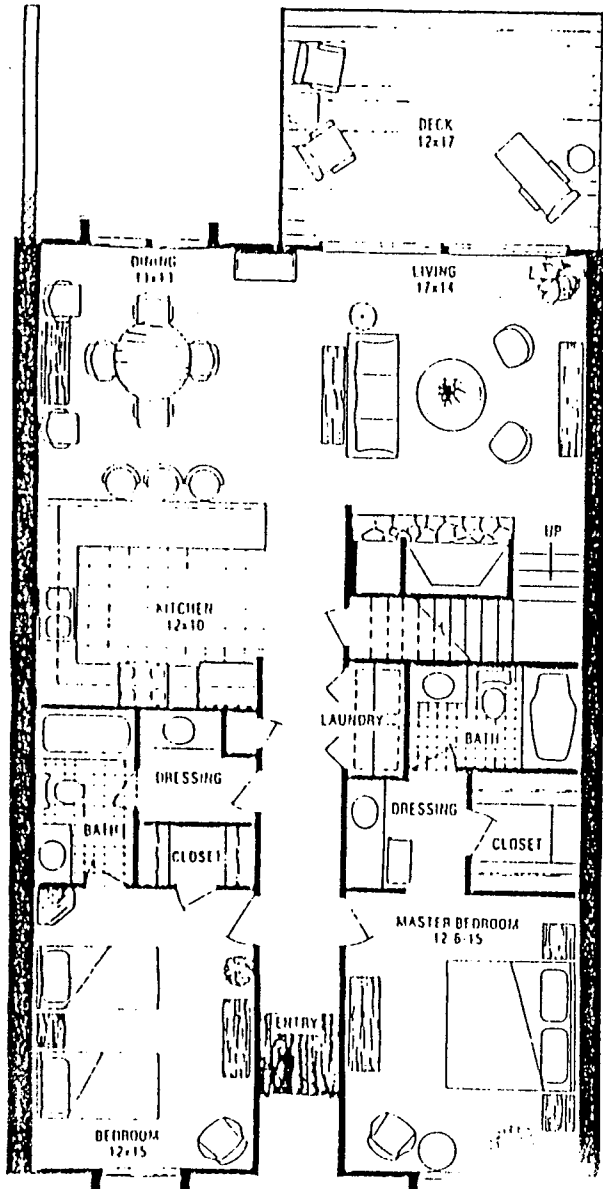 DECK
12x17
DINING
11x11
LIVING
17x14
UP
KITCHEN
12x10
LAUNDRY
BATH
DRESSING
BATH
DRESSING
CLOSET
CLOSET
MASTER BEDROOM
12 6-15
ENTRY
BEDROOM
12x15